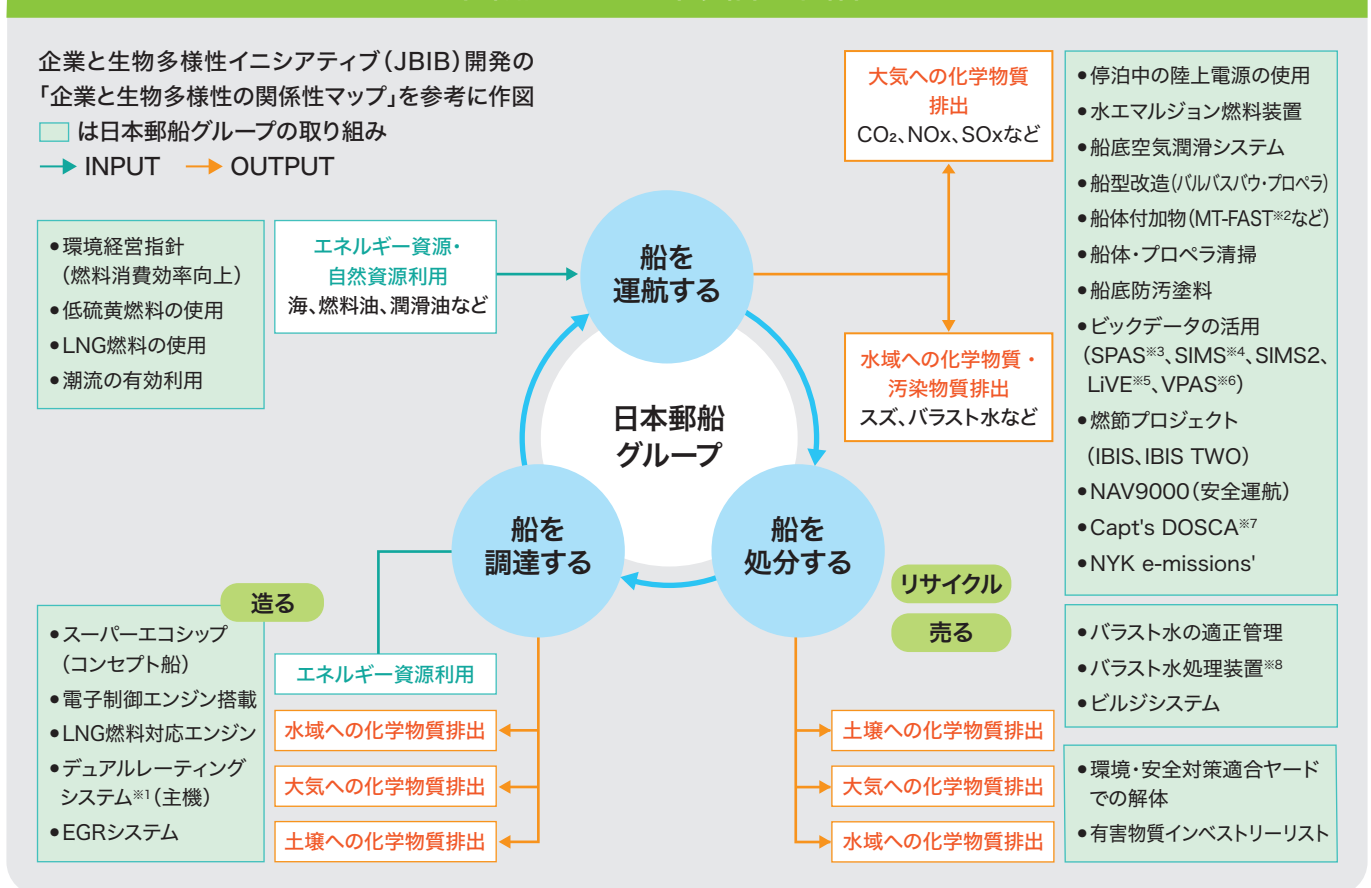 企業と生物多様性イニシアティブ(JBIB)開発の
「企業と生物多様性の関係性マップ」を参考に作図
は日本郵船グループの取り組み
INPUT OUTPUT
•環境経営指針
(燃料消費効率向上)
•低硫黄燃料の使用
•LNG燃料の使用
•潮流の有効利用
エネルギー資源・
自然資源利用
海、燃料油、潤滑油など
船を
運航する
大気への化学物質
排出
CO₂、NOx、SOxなど
水域への化学物質・
汚染物質排出
スズ、バラスト水など
•停泊中の陸上電源の使用
•水エマルジョン燃料装置
•船底空気潤滑システム
•船型改造(バルバスバウ・プロペラ)
•船体付加物(MT-FAST※2など)
•船体・プロペラ清掃
•船底防汚塗料
•ビックデータの活用
(SPAS※3、SIMS※4、SIMS2、
LiVE※5、VPAS※6)
•燃節プロジェクト
(IBIS、IBIS TWO)
•NAV9000(安全運航)
•Capt's DOSCA※7
•NYK e-missions'
日本郵船
グループ
船を
調達する
船を
処分する
リサイクル
売る
造る
•スーパーエコシップ
(コンセプト船)
•電子制御エンジン搭載
•LNG燃料対応エンジン
•デュアルレーティング
システム※1(主機)
•EGRシステム
エネルギー資源利用
水域への化学物質排出
大気への化学物質排出
土壌への化学物質排出
土壌への化学物質排出
大気への化学物質排出
水域への化学物質排出
•バラスト水の適正管理
•バラスト水処理装置※8
•ビルジシステム
•環境・安全対策適合ヤード
での解体
•有害物質インベストリーリスト